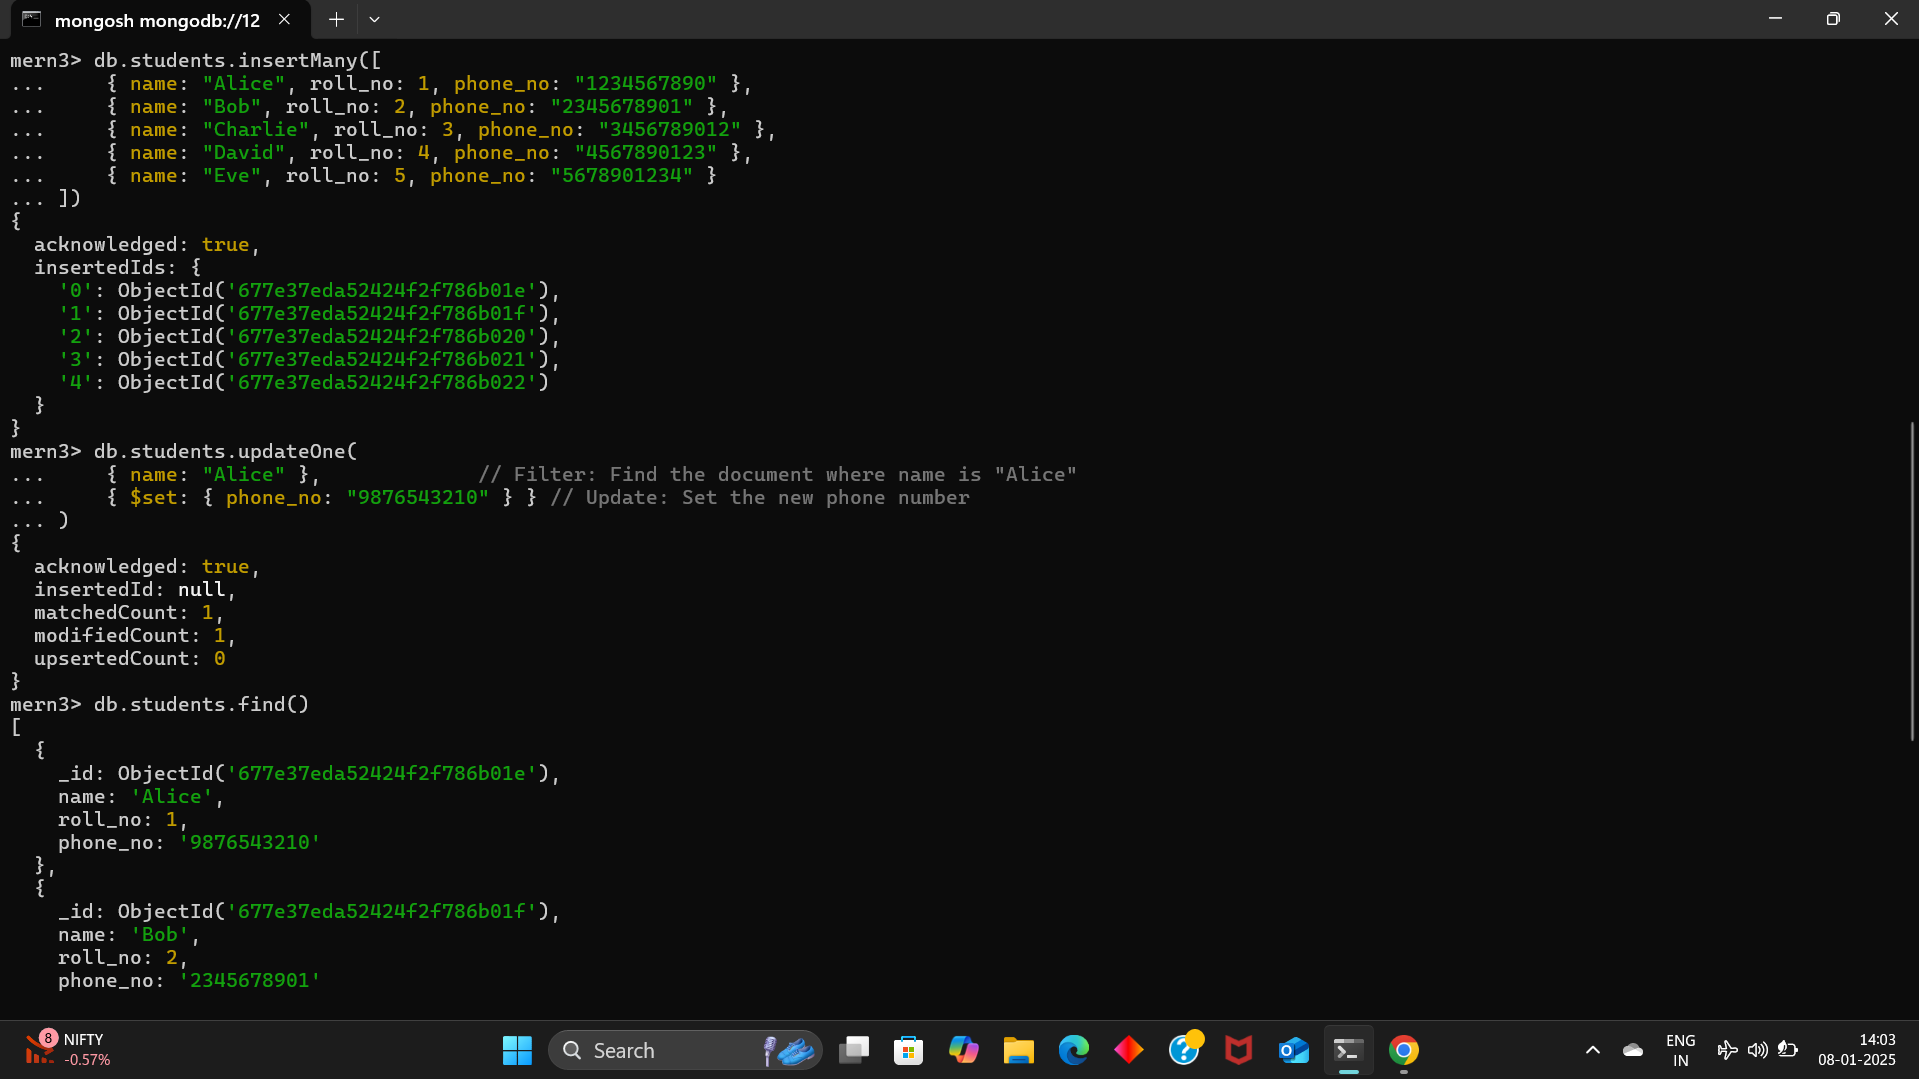 mongosh mongodb://12
mern3> db.students.insertMany([
...     { name: "Alice", roll_no: 1, phone_no: "1234567890" },
...     { name: "Bob", roll_no: 2, phone_no: "2345678901" },
...     { name: "Charlie", roll_no: 3, phone_no: "3456789012" },
...     { name: "David", roll_no: 4, phone_no: "4567890123" },
...     { name: "Eve", roll_no: 5, phone_no: "5678901234" }
... ])
{
  acknowledged: true,
  insertedIds: {
    '0': ObjectId('677e37eda52424f2f786b01e'),
    '1': ObjectId('677e37eda52424f2f786b01f'),
    '2': ObjectId('677e37eda52424f2f786b020'),
    '3': ObjectId('677e37eda52424f2f786b021'),
    '4': ObjectId('677e37eda52424f2f786b022')
  }
}
mern3> db.students.updateOne(
...     { name: "Alice" },             // Filter: Find the document where name is "Alice"
...     { $set: { phone_no: "9876543210" } } // Update: Set the new phone number
... )
{
  acknowledged: true,
  insertedId: null,
  matchedCount: 1,
  modifiedCount: 1,
  upsertedCount: 0
}
mern3> db.students.find()
[
  {
    _id: ObjectId('677e37eda52424f2f786b01e'),
    name: 'Alice',
    roll_no: 1,
    phone_no: '9876543210'
  },
  {
    _id: ObjectId('677e37eda52424f2f786b01f'),
    name: 'Bob',
    roll_no: 2,
    phone_no: '2345678901'
8
NIFTY
-0.57%
Search
ENG
IN
14:03
08-01-2025